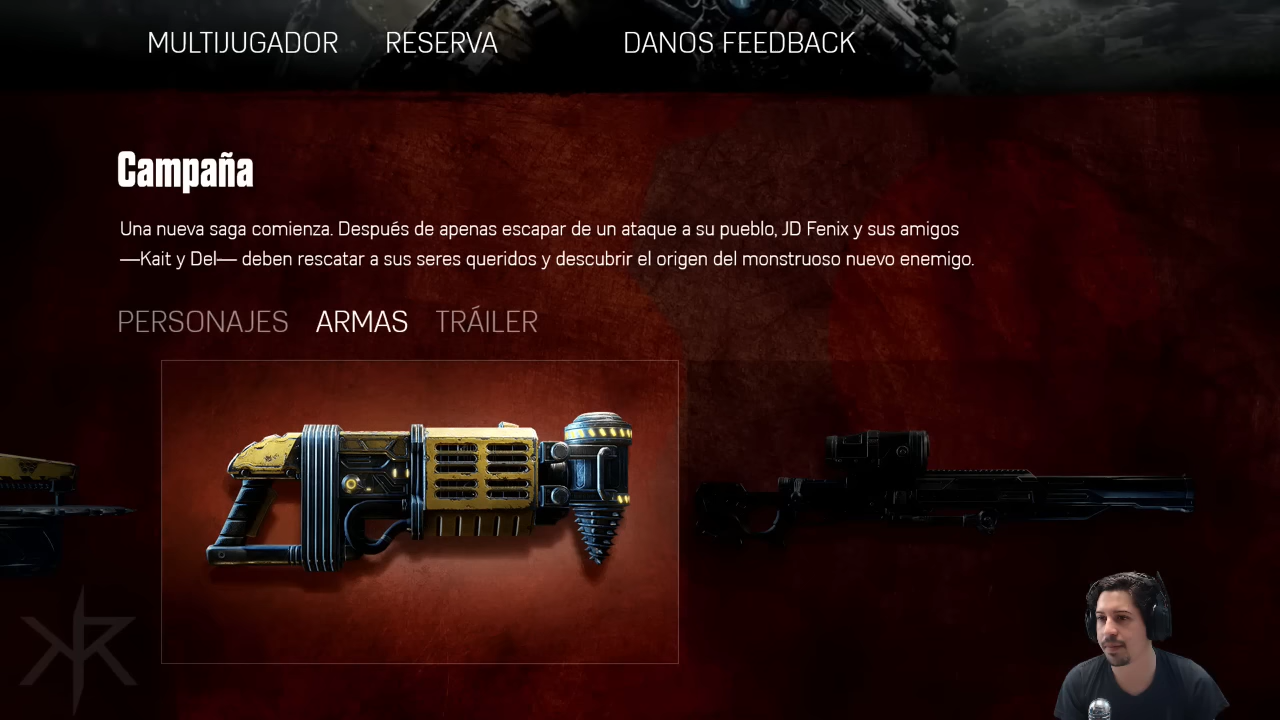 MULTIJUGADOR RESERVA DANOS FEEDBACK
Campaña
Una nueva saga comienza. Después de apenas escapar de un ataque a su pueblo, JD Fenix y sus amigos
—Kait y Del— deben rescatar a sus seres queridos y descubrir el origen del monstruoso nuevo enemigo.
PERSONAJES ARMAS TRÁILER